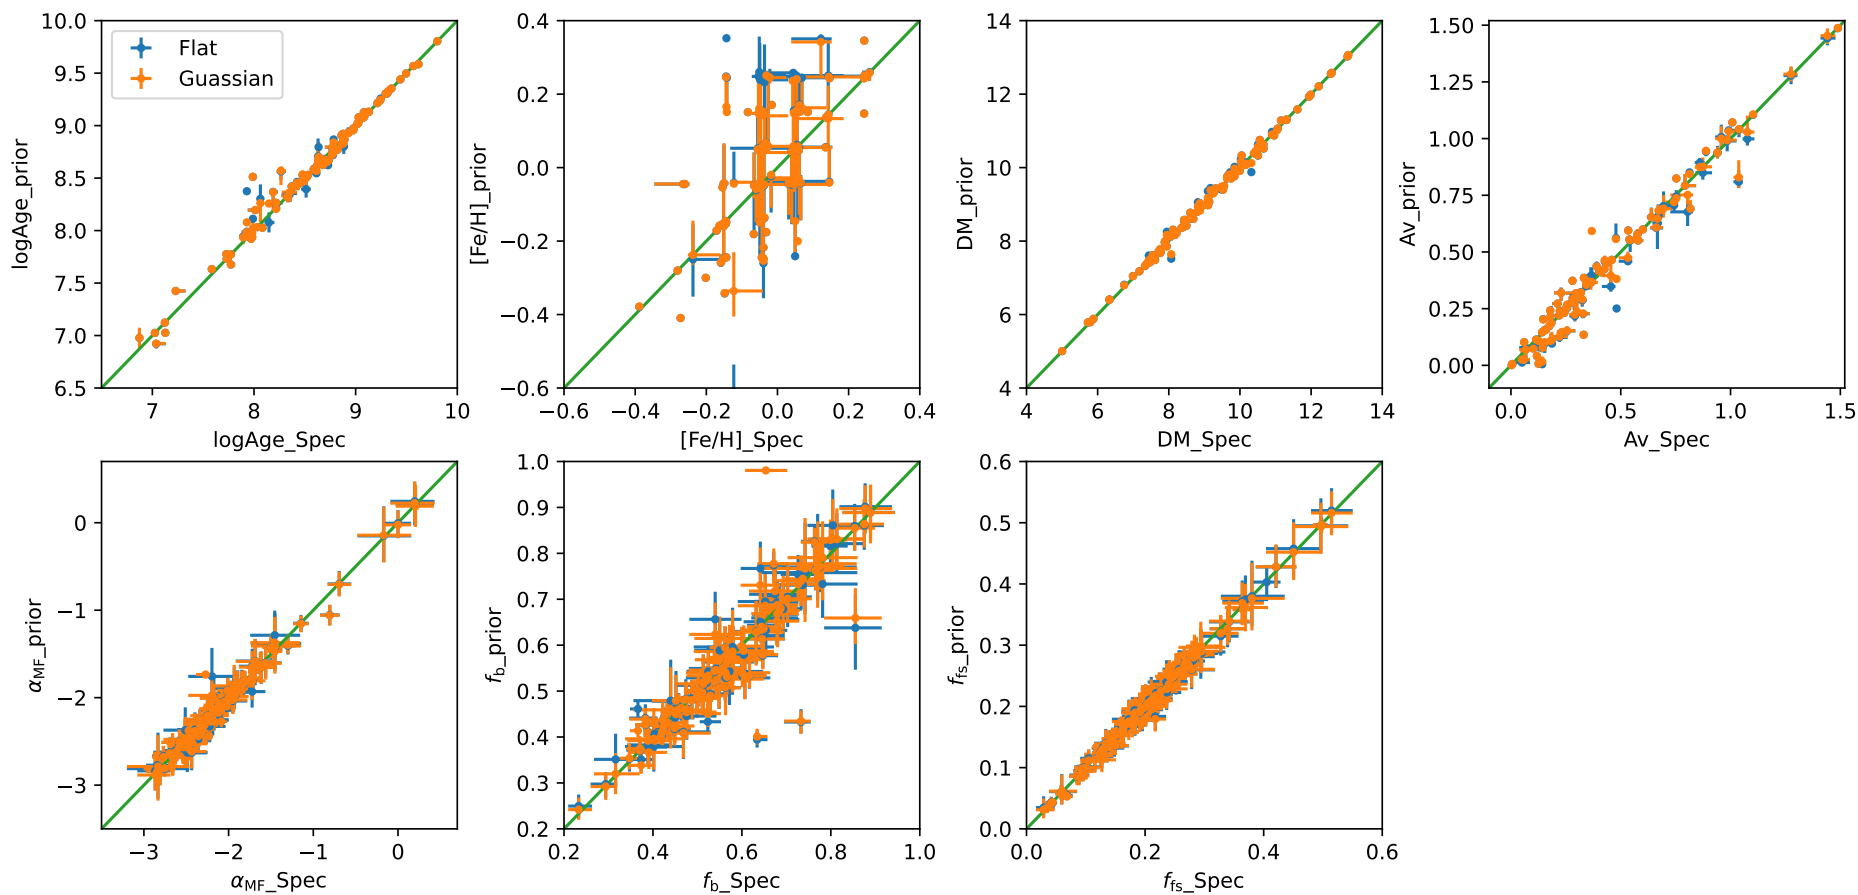 Flat
Guassian
10.0
9.5
9.0
8.5
8.0
7.5
7.0
6.5
logAge_prior
7 8 9 10
logAge_Spec
0.4
0.2
0.0
−0.2
−0.4
−0.6
[Fe/H]_prior
−0.6 −0.4 −0.2 0.0 0.2 0.4
[Fe/H]_Spec
14
12
10
8
6
4
DM_prior
4 6 8 10 12 14
DM_Spec
1.50
1.25
1.00
0.75
0.50
0.25
0.00
Av_prior
0.0 0.5 1.0 1.5
Av_Spec
0
−1
−2
−3
α_MF_prior
−3 −2 −1 0
α_MF_Spec
1.0
0.9
0.8
0.7
0.6
0.5
0.4
0.3
0.2
f_b_prior
0.2 0.4 0.6 0.8 1.0
f_b_Spec
0.6
0.5
0.4
0.3
0.2
0.1
0.0
f_fs_prior
0.0 0.2 0.4 0.6
f_fs_Spec